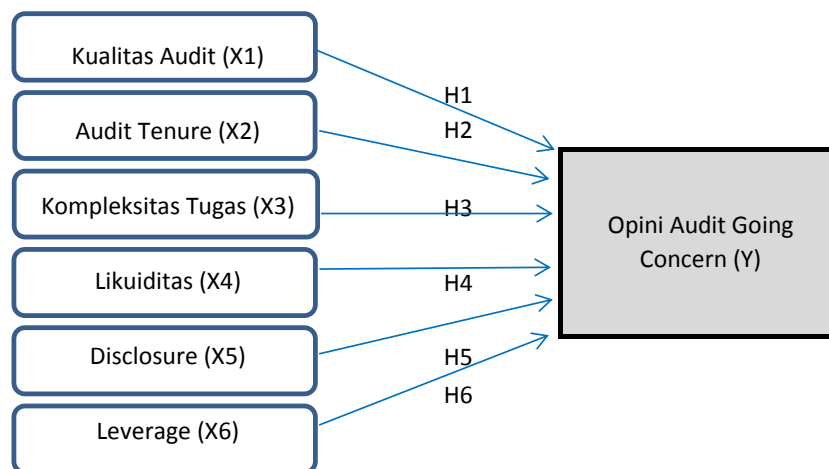 Kualitas Audit (X1)
H1
Audit Tenure (X2)
H2
Kompleksitas Tugas (X3)
H3
Opini Audit Going
Concern (Y)
Likuiditas (X4)
H4
Disclosure (X5)
H5
H6
Leverage (X6)